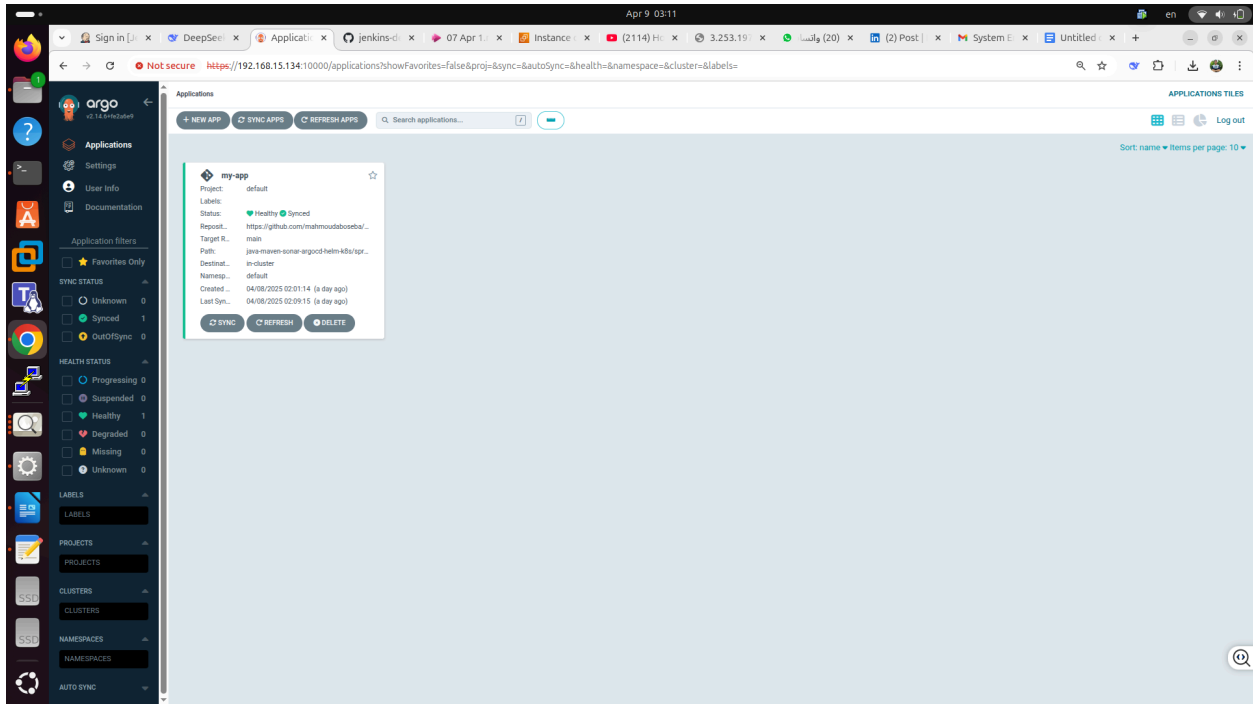 Apr 9 03:11
en
Sign in [Je
DeepSee
Applicatio
jenkins-d
07 Apr 1.
Instance
(2114) Ho
3.253.197
(20) واتسا
(2) Post |
System E
Untitled
Not secure https://192.168.15.134:10000/applications?showFavorites=false&proj=&sync=&autoSync=&health=&namespace=&cluster=&labels=
1
argo
v2.14.8+fe2a6e9
Applications
Settings
User Info
Documentation
Application filters
Favorites Only
SYNC STATUS
Unknown 0
Synced 1
OutOfSync 0
HEALTH STATUS
Progressing 0
Suspended 0
Healthy 1
Degraded 0
Missing 0
Unknown 0
LABELS
LABELS
PROJECTS
PROJECTS
CLUSTERS
CLUSTERS
NAMESPACES
NAMESPACES
AUTO SYNC
Applications
APPLICATIONS TILES
+ NEW APP
SYNC APPS
REFRESH APPS
Search applications...
/
Log out
Sort: name Items per page: 10
my-app
Project: default
Labels:
Status: Healthy Synced
Reposit... https://github.com/mahmoudaboseba/...
Target R... main
Path: java-maven-sonar-argocd-helm-k8s/spr...
Destinat... in-cluster
Namesp... default
Created ... 04/08/2025 02:01:14 (a day ago)
Last Syn... 04/08/2025 02:09:15 (a day ago)
SYNC
REFRESH
DELETE
SSD
SSD